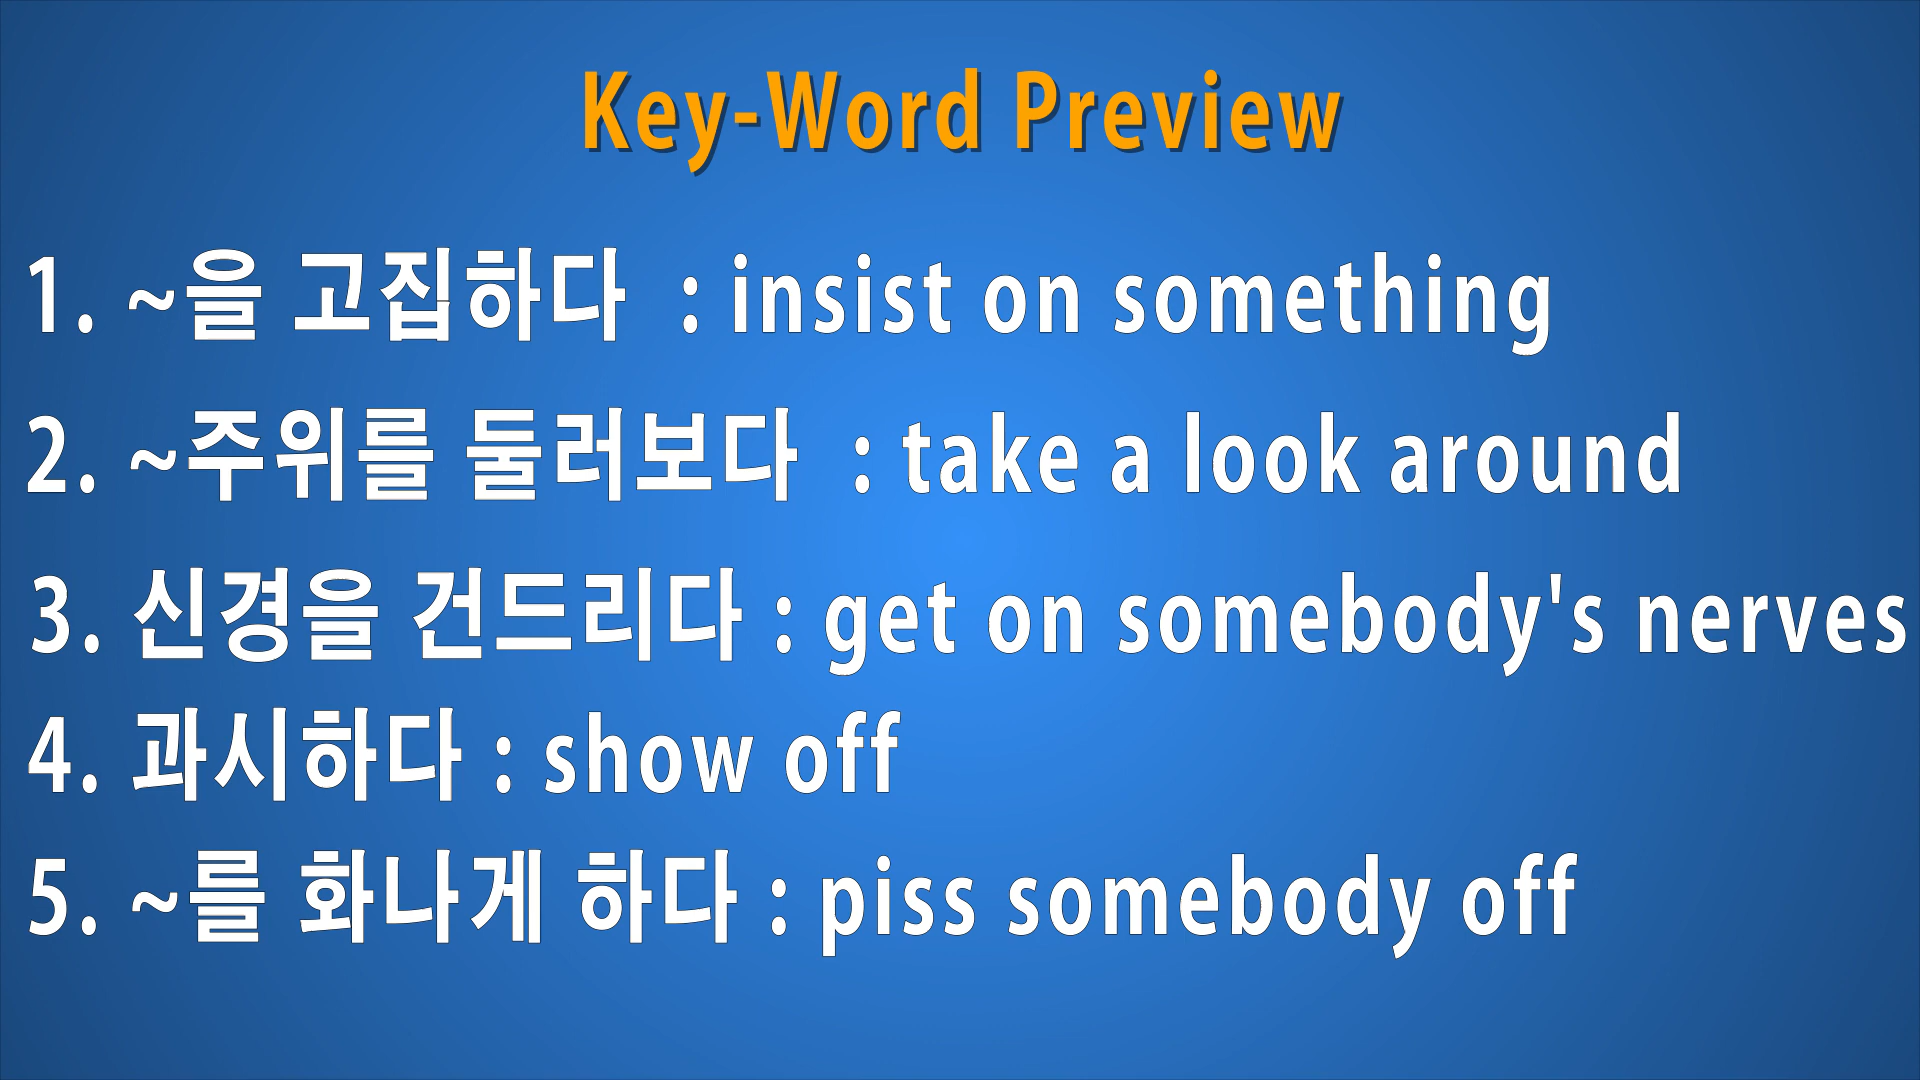 Key-Word Preview
1. ~을 고집하다 : insist on something
2. ~주위를 둘러보다 : take a look around
3. 신경을 건드리다 : get on somebody's nerves
4. 과시하다 : show off
5. ~를 화나게 하다 : piss somebody off